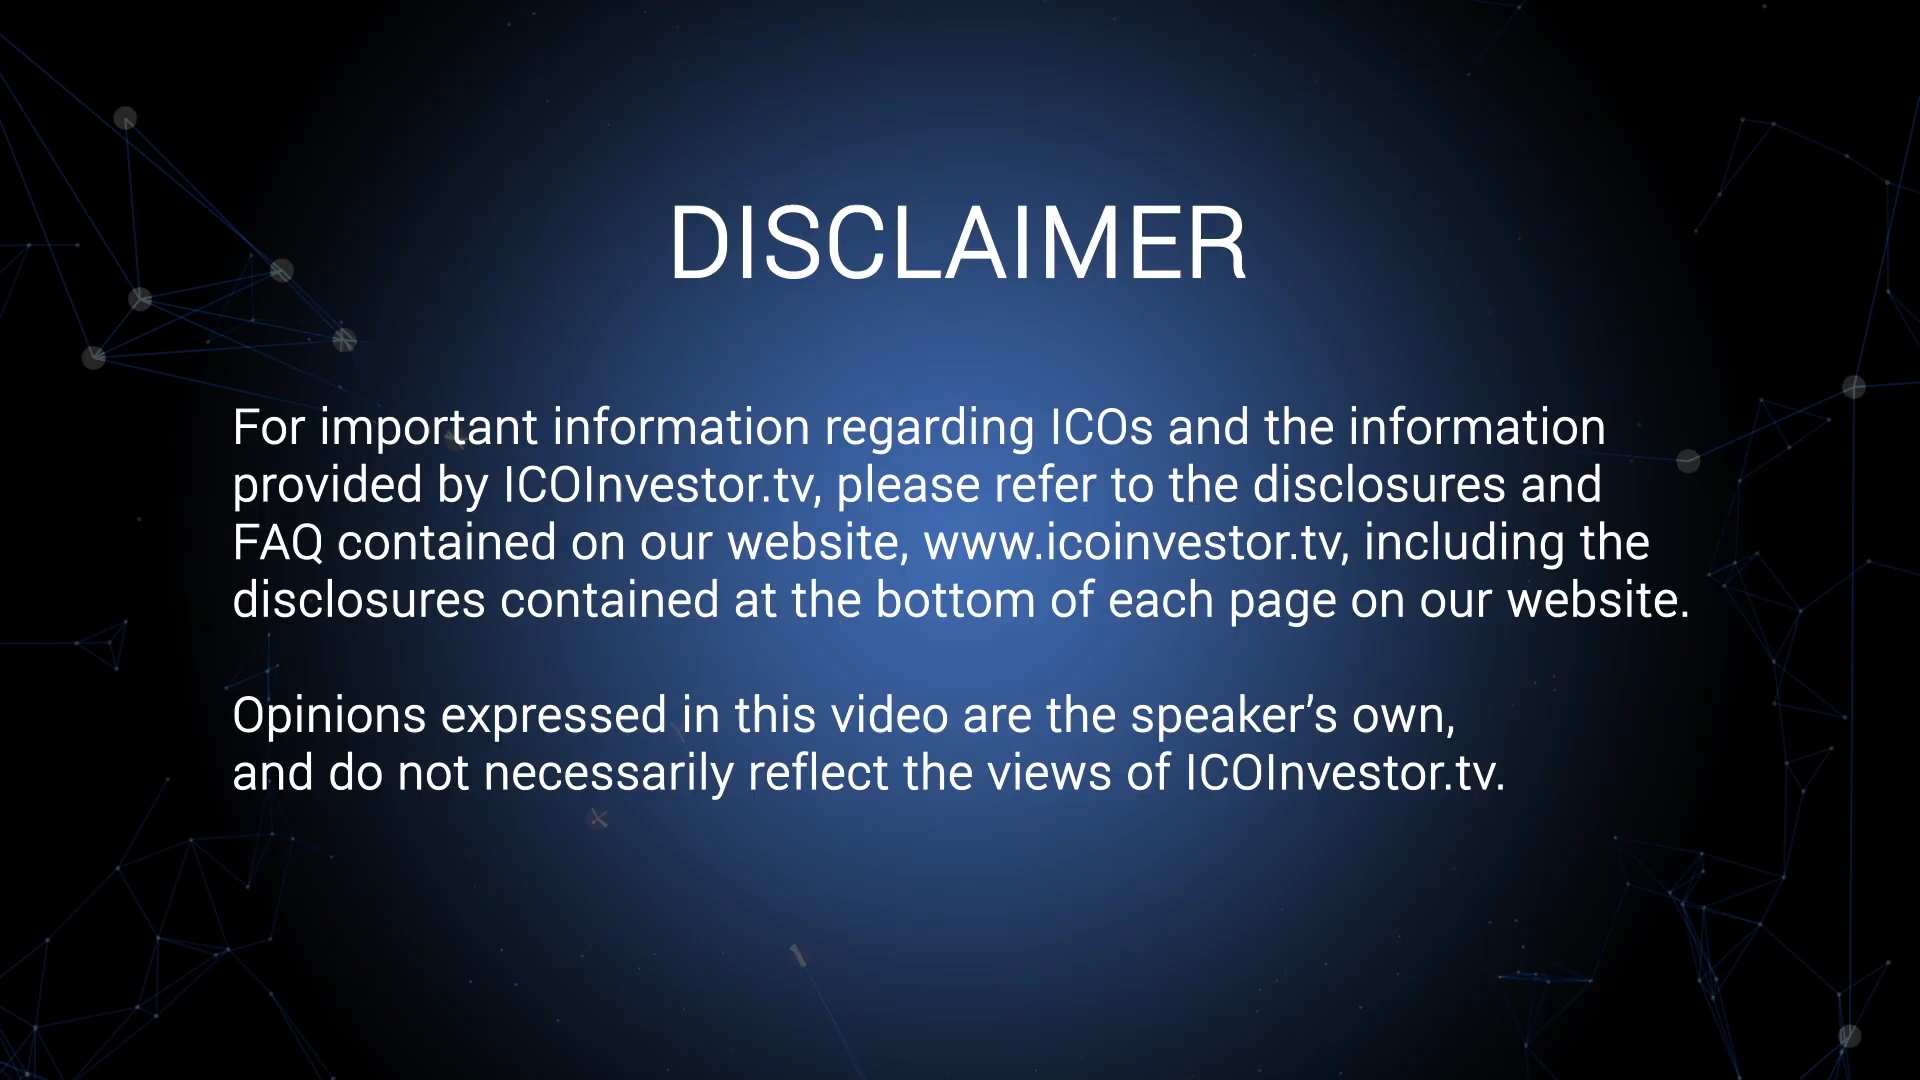 DISCLAIMER
For important information regarding ICOs and the information
provided by ICOInvestor.tv, please refer to the disclosures and
FAQ contained on our website, www.icoinvestor.tv, including the
disclosures contained at the bottom of each page on our website.
Opinions expressed in this video are the speaker’s own,
and do not necessarily reflect the views of ICOInvestor.tv.